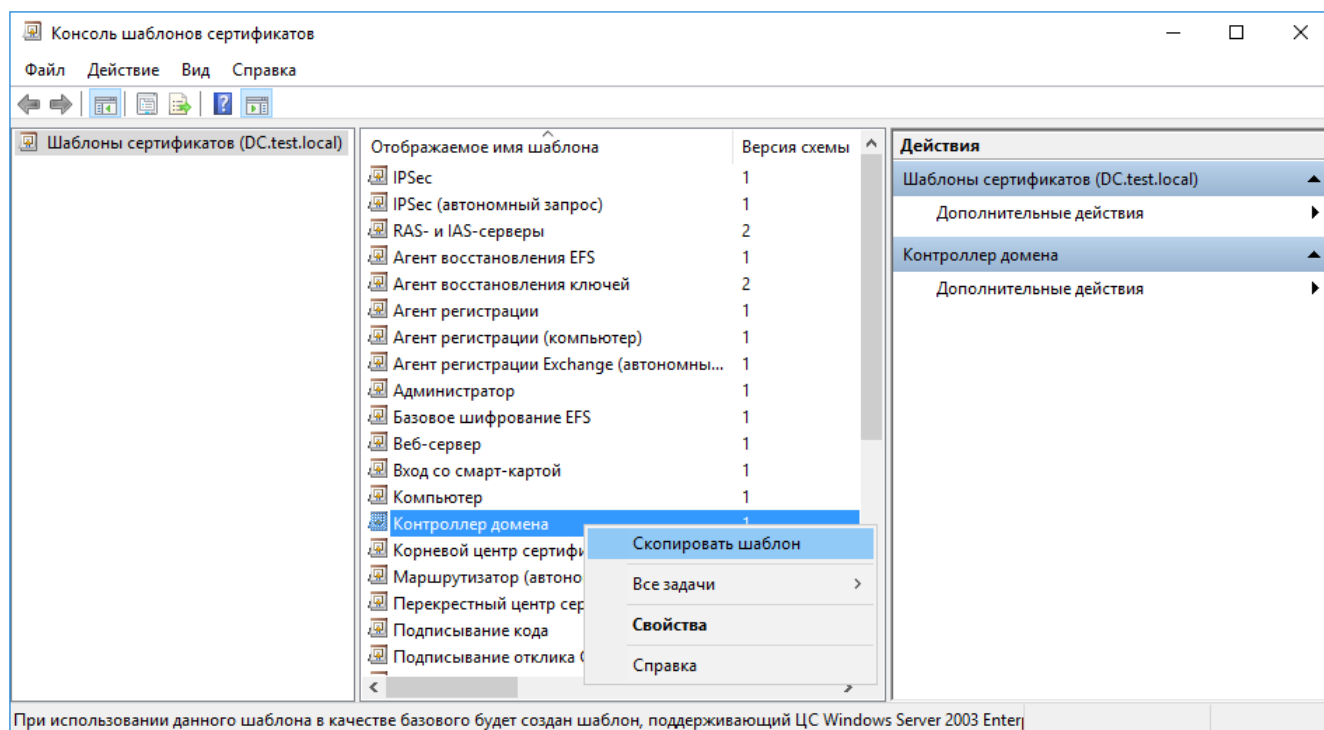 Консоль шаблонов сертификатов
Файл Действие Вид Справка
Шаблоны сертификатов (DC.test.local)
Отображаемое имя шаблона Версия схемы
IPSec 1
IPSec (автономный запрос) 1
RAS- и IAS-серверы 2
Агент восстановления EFS 1
Агент восстановления ключей 2
Агент регистрации 1
Агент регистрации (компьютер) 1
Агент регистрации Exchange (автономны... 1
Администратор 1
Базовое шифрование EFS 1
Веб-сервер 1
Вход со смарт-картой 1
Компьютер 1
Контроллер домена 1
Корневой центр сертифи
Маршрутизатор (автоно
Перекрестный центр сер
Подписывание кода
Подписывание отклика
Скопировать шаблон
Все задачи
Свойства
Справка
Действия
Шаблоны сертификатов (DC.test.local)
Дополнительные действия
Контроллер домена
Дополнительные действия
При использовании данного шаблона в качестве базового будет создан шаблон, поддерживающий ЦС Windows Server 2003 Enter